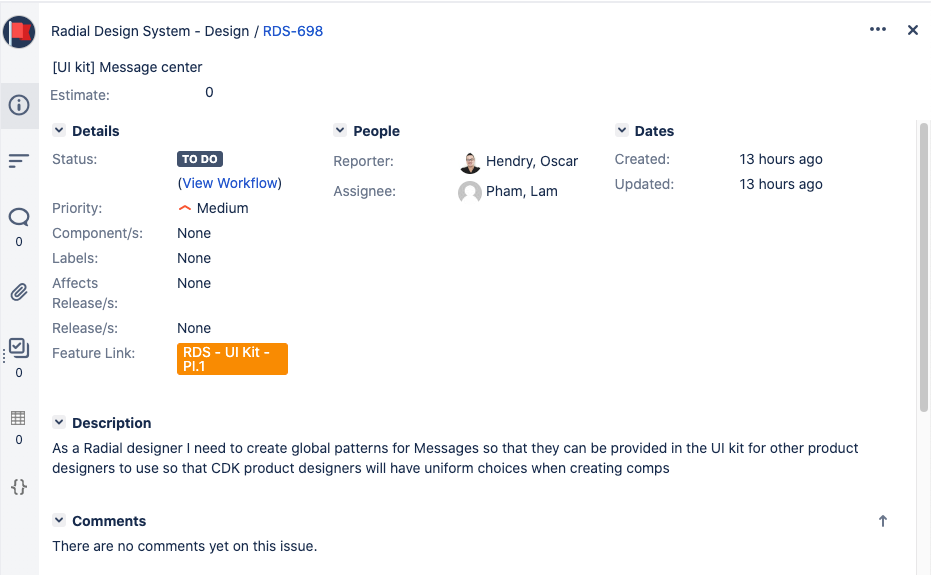 Radial Design System - Design / RDS-698
[UI kit] Message center
Estimate: 0
Details
Status: TO DO
(View Workflow)
Priority: Medium
Component/s: None
Labels: None
Affects Release/s: None
Release/s: None
Feature Link: RDS - UI Kit -
PI.1
People
Reporter: Hendry, Oscar
Assignee: Pham, Lam
Dates
Created: 13 hours ago
Updated: 13 hours ago
0
0
0
{}
Description
As a Radial designer I need to create global patterns for Messages so that they can be provided in the UI kit for other product
designers to use so that CDK product designers will have uniform choices when creating comps
Comments
There are no comments yet on this issue.